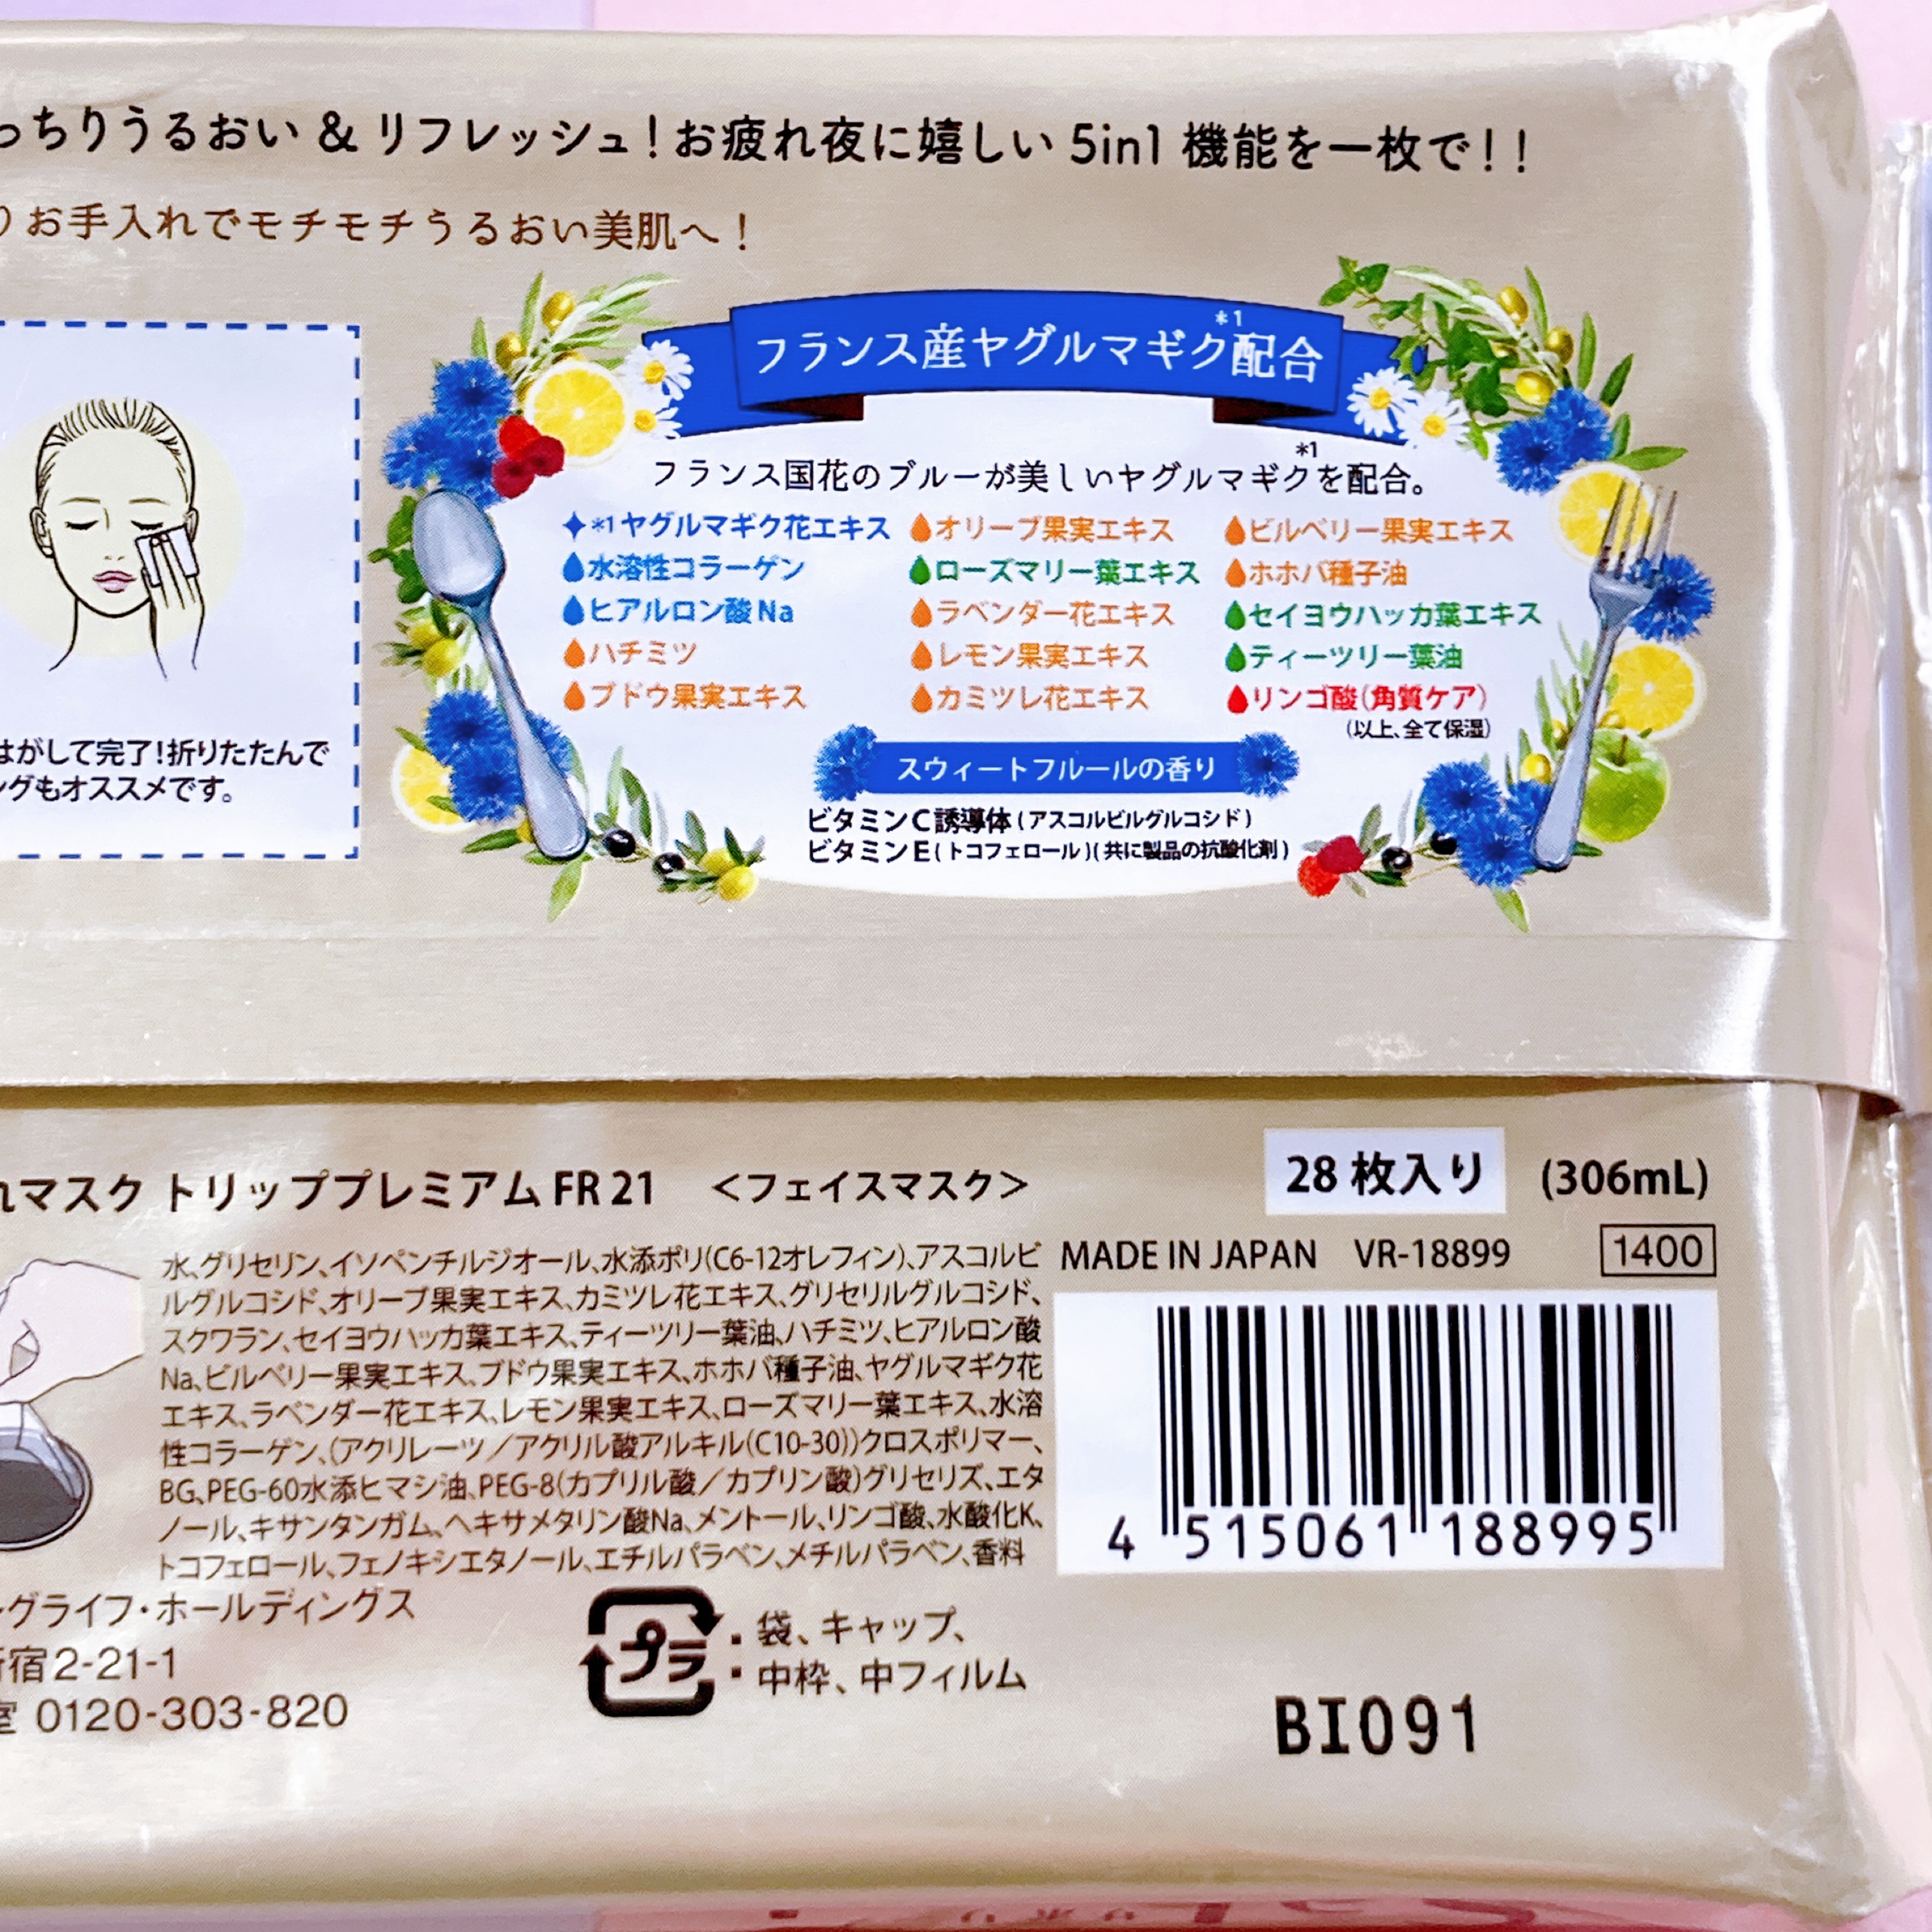 っちりうるおい & リフレッシュ!お疲れ夜に嬉しい 5in1 機能を一枚で!!
りお手入れでモチモチうるおい美肌へ!
フランス産ヤグルマギク*1配合
フランス国花のブルーが美しいヤグルマギク*1を配合。
*1ヤグルマギク花エキス オリーブ果実エキス ビルベリー果実エキス
水溶性コラーゲン ローズマリー葉エキス ホホバ種子油
ヒアルロン酸Na ラベンダー花エキス セイヨウハッカ葉エキス
ハチミツ レモン果実エキス ティーツリー葉油
ブドウ果実エキス カミツレ花エキス リンゴ酸(角質ケア)
(以上、全て保湿)
はがして完了!折りたたんで
ングもオススメです。
スウィートフルールの香り
ビタミンC誘導体(アスコルビルグルコシド)
ビタミンE(トコフェロール)(共に製品の抗酸化剤)
れマスク トリッププレミアム FR 21 <フェイスマスク>
28 枚入り (306mL)
MADE IN JAPAN VR-18899 1400
水、グリセリン、イソペンチルジオール、水添ポリ(C6-12オレフィン)、アスコルビ
ルグルコシド、オリーブ果実エキス、カミツレ花エキス、グリセリルグルコシド、
スクワラン、セイヨウハッカ葉エキス、ティーツリー葉油、ハチミツ、ヒアルロン酸
Na、ビルベリー果実エキス、ブドウ果実エキス、ホホバ種子油、ヤグルマギク花
エキス、ラベンダー花エキス、レモン果実エキス、ローズマリー葉エキス、水溶
性コラーゲン、(アクリレーツ/アクリル酸アルキル(C10-30))クロスポリマー、
BG、PEG-60水添ヒマシ油、PEG-8(カプリル酸/カプリン酸)グリセリズ、エタ
ノール、キサンタンガム、ヘキサメタリン酸Na、メントール、リンゴ酸、水酸化K、
トコフェロール、フェノキシエタノール、エチルパラベン、メチルパラベン、香料
4 515061 188995
ングライフ・ホールディングス
新宿2-21-1
室 0120-303-820
プラ
: 袋、キャップ、
中枠、中フィルム
BI091